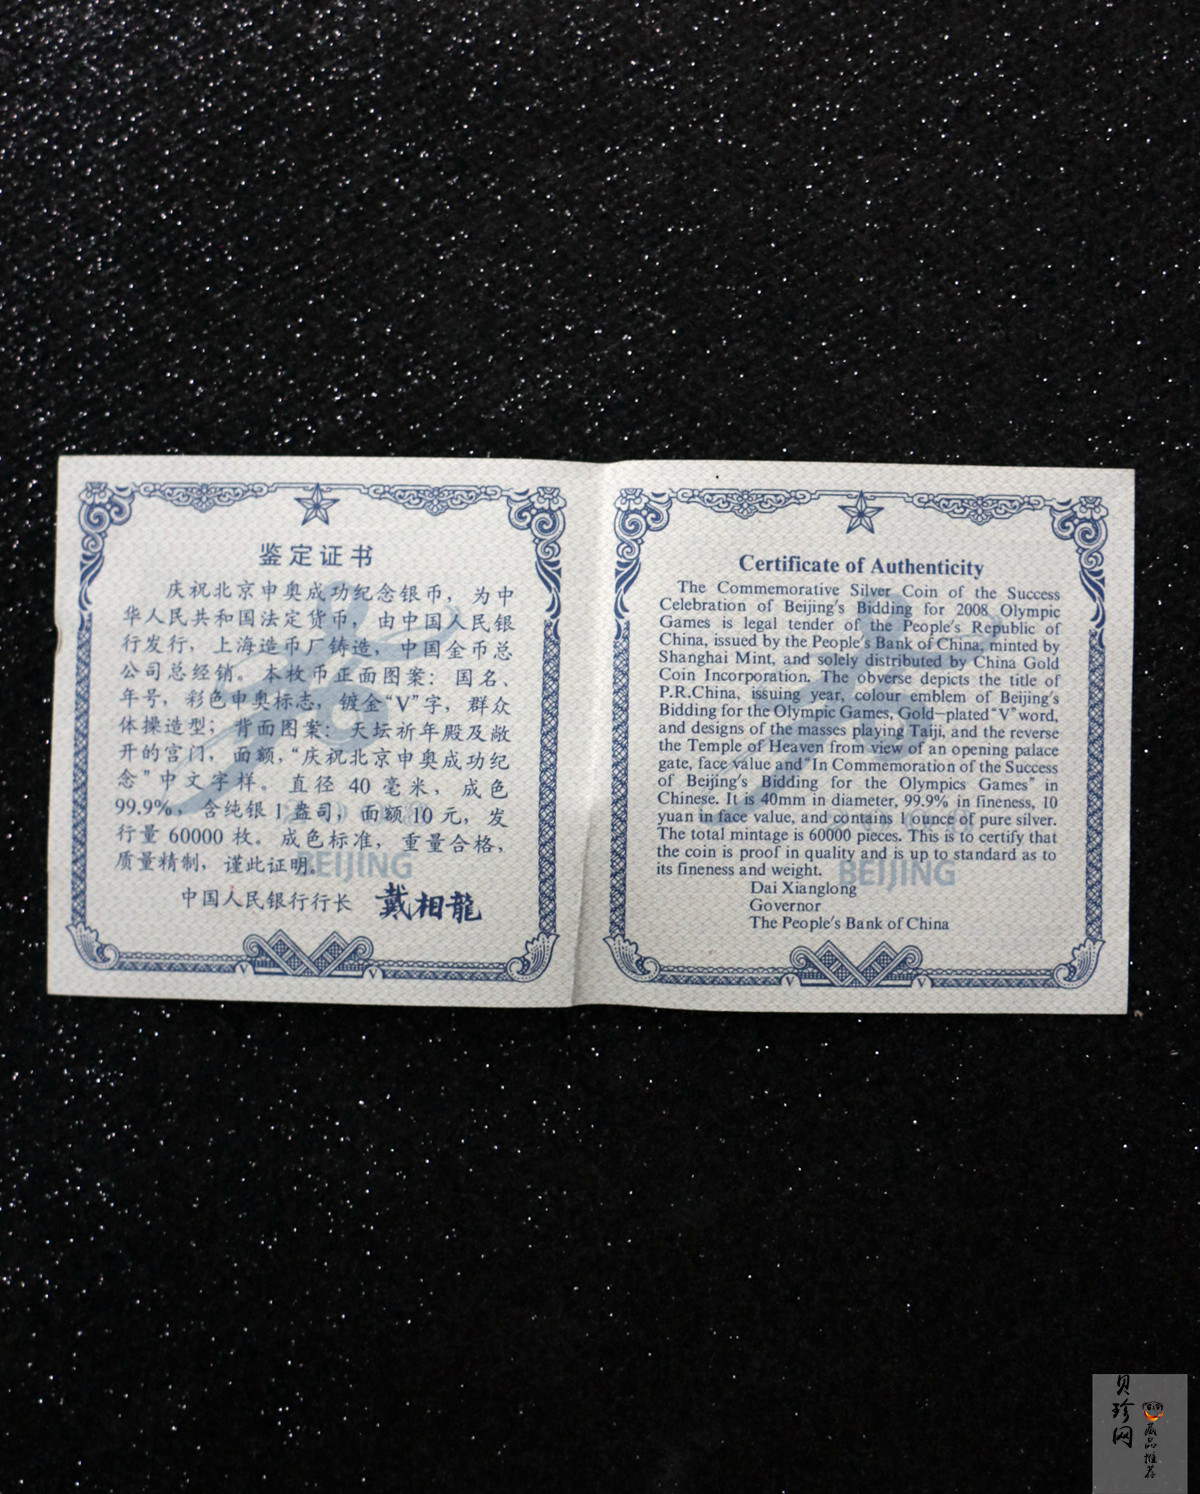 鉴定证书
庆祝北京申奥成功纪念银币，为中
华人民共和国法定货币，由中国人民银
行发行，上海造币厂铸造，中国金币总
公司总经销。本枚币正面图案：国名、
年号，彩色申奥标志，镀金“V”字，群众
体操造型；背面图案：天坛祈年殿及敞
开的宫门，面额，“庆祝北京申奥成功纪
念”中文字样。直径 40 毫米，成色
99.9%，含纯银 1 盎司，面额 10 元，发
行量 60000 枚。成色标准，重量合格，
质量精制，谨此证明。
BEIJING
中国人民银行行长 戴相龍
Certificate of Authenticity
The Commemorative Silver Coin of the Success
Celebration of Beijing's Bidding for 2008 Olympic
Games is legal tender of the People's Republic of
China, issued by the People's Bank of China, minted by
Shanghai Mint, and solely distributed by China Gold
Coin Incorporation. The obverse depicts the title of
P.R.China, issuing year, colour emblem of Beijing's
Bidding for the Olympic Games, Gold-plated “V” word,
and designs of the masses playing Taiji, and the reverse
the Temple of Heaven from view of an opening palace
gate, face value and “In Commemoration of the Success
of Beijing's Bidding for the Olympics Games” in
Chinese. It is 40mm in diameter, 99.9% in fineness, 10
yuan in face value, and contains 1 ounce of pure silver.
The total mintage is 60000 pieces. This is to certify that
the coin is proof in quality and is up to standard as to
its fineness and weight.
BEIJING
Dai Xianglong
Governor
The People's Bank of China
V
V
V
V
贝珍网
藏品推荐